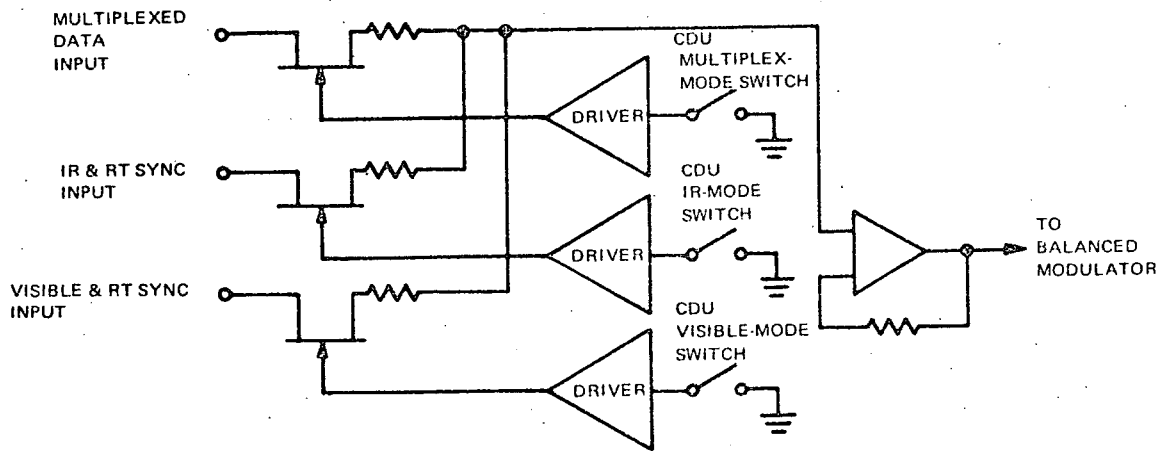 MULTIPLEXED
DATA
INPUT
CDU
MULTIPLEX-
MODE SWITCH
DRIVER
IR & RT SYNC
INPUT
CDU
IR-MODE
SWITCH
DRIVER
TO
BALANCED
MODULATOR
VISIBLE & RT SYNC
INPUT
CDU
VISIBLE-MODE
SWITCH
DRIVER